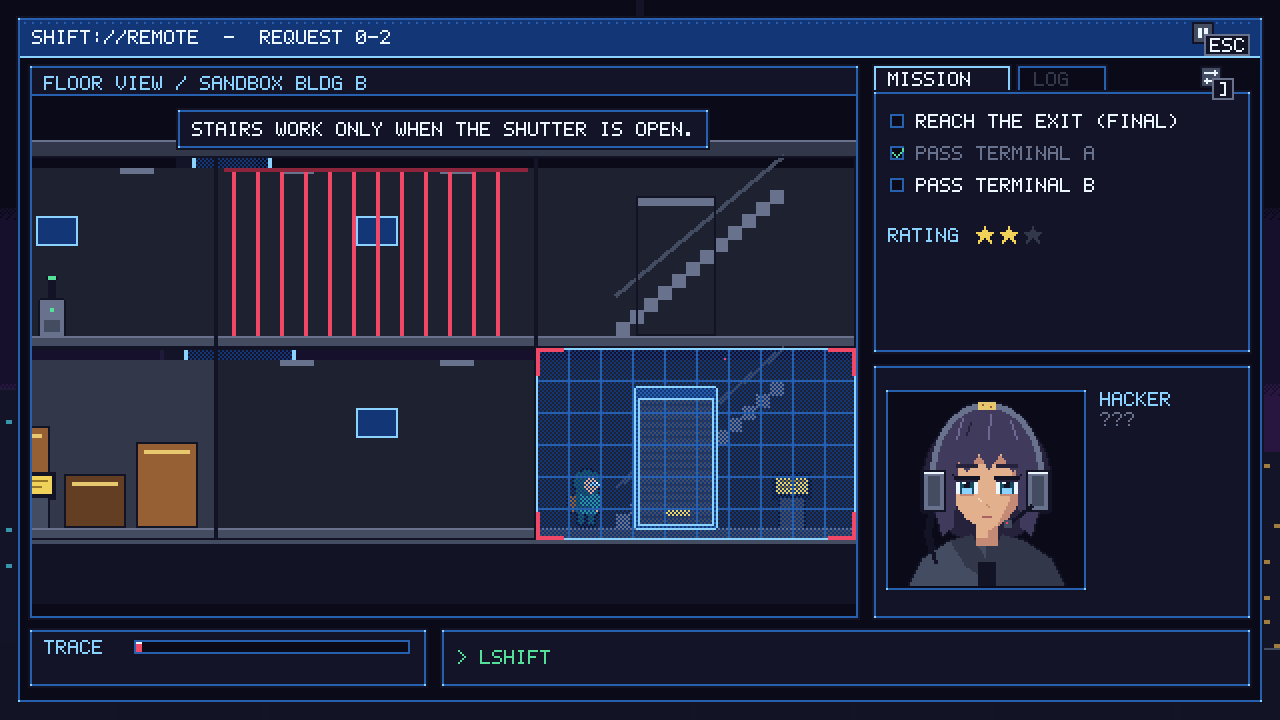 SHIFT://REMOTE - REQUEST 0-2
ESC
FLOOR VIEW / SANDBOX BLDG B
MISSION
LOG
]
STAIRS WORK ONLY WHEN THE SHUTTER IS OPEN.
REACH THE EXIT (FINAL)
PASS TERMINAL A
PASS TERMINAL B
RATING
HACKER
???
TRACE
> LSHIFT